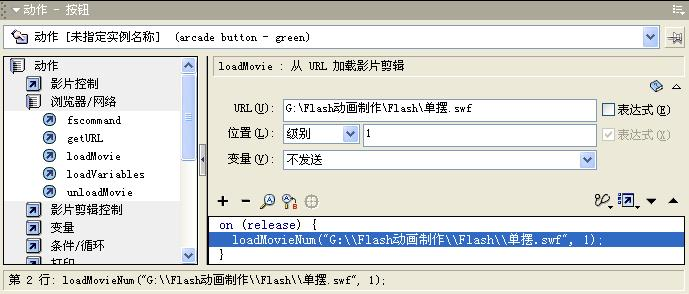 动作 - 按钮
动作 [未指定实例名称] (arcade button - green)
动作
影片控制
浏览器/网络
fscommand
getURL
loadMovie
loadVariables
unloadMovie
影片剪辑控制
变量
条件/循环
打印
loadMovie : 从 URL 加载影片剪辑
URL(U): G:\Flash动画制作\Flash\单摆.swf 表达式(E)
位置(L): 级别 1 表达式(X)
变量(V): 不发送
on (release) {
loadMovieNum("G:\\Flash动画制作\\Flash\\单摆.swf", 1);
}
第 2 行: loadMovieNum("G:\\Flash动画制作\\Flash\\单摆.swf", 1);